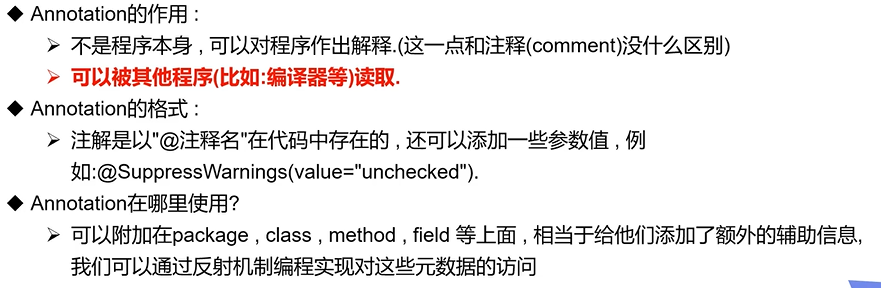 ◆ Annotation的作用 :
➢ 不是程序本身 , 可以对程序作出解释.(这一点和注释(comment)没什么区别)
➢ 可以被其他程序(比如:编译器等)读取.
◆ Annotation的格式 :
➢ 注解是以"@注释名"在代码中存在的 , 还可以添加一些参数值 , 例
如:@SuppressWarnings(value="unchecked").
◆ Annotation在哪里使用?
➢ 可以附加在package , class , method , field 等上面 , 相当于给他们添加了额外的辅助信息,
我们可以通过反射机制编程实现对这些元数据的访问